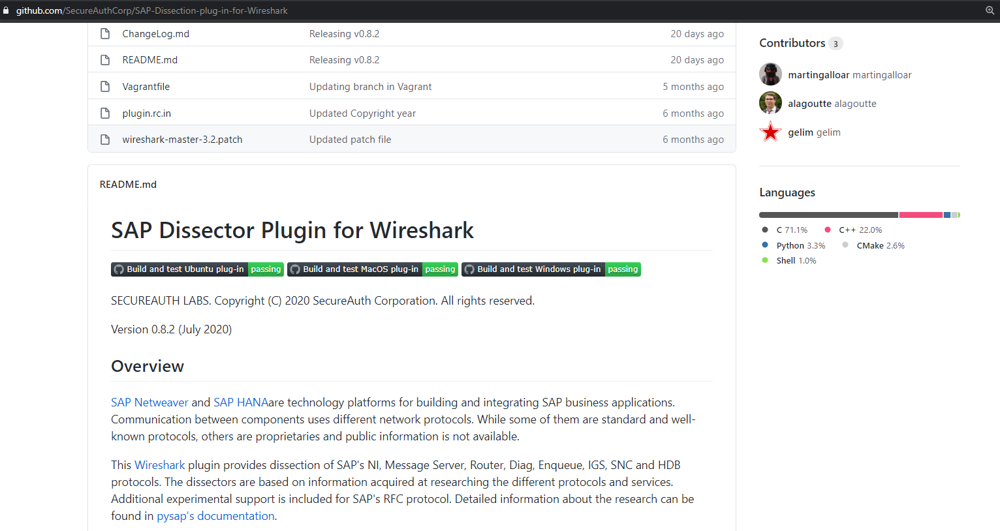 github.com/SecureAuthCorp/SAP-Dissection-plug-in-for-Wireshark
ChangeLog.md Releasing v0.8.2 20 days ago
README.md Releasing v0.8.2 20 days ago
Vagrantfile Updating branch in Vagrant 5 months ago
plugin.rc.in Updated Copyright year 6 months ago
wireshark-master-3.2.patch Updated patch file 6 months ago
README.md
SAP Dissector Plugin for Wireshark
Build and test Ubuntu plug-in passing Build and test MacOS plug-in passing Build and test Windows plug-in passing
SECUREAUTH LABS. Copyright (C) 2020 SecureAuth Corporation. All rights reserved.
Version 0.8.2 (July 2020)
Overview
SAP Netweaver and SAP HANAare technology platforms for building and integrating SAP business applications.
Communication between components uses different network protocols. While some of them are standard and well-
known protocols, others are proprietaries and public information is not available.
This Wireshark plugin provides dissection of SAP's NI, Message Server, Router, Diag, Enqueue, IGS, SNC and HDB
protocols. The dissectors are based on information acquired at researching the different protocols and services.
Additional experimental support is included for SAP's RFC protocol. Detailed information about the research can be
found in pysap's documentation.
Contributors 3
martingalloar martingalloar
alagoutte alagoutte
gelim gelim
Languages
C 71.1% C++ 22.0%
Python 3.3% CMake 2.6%
Shell 1.0%